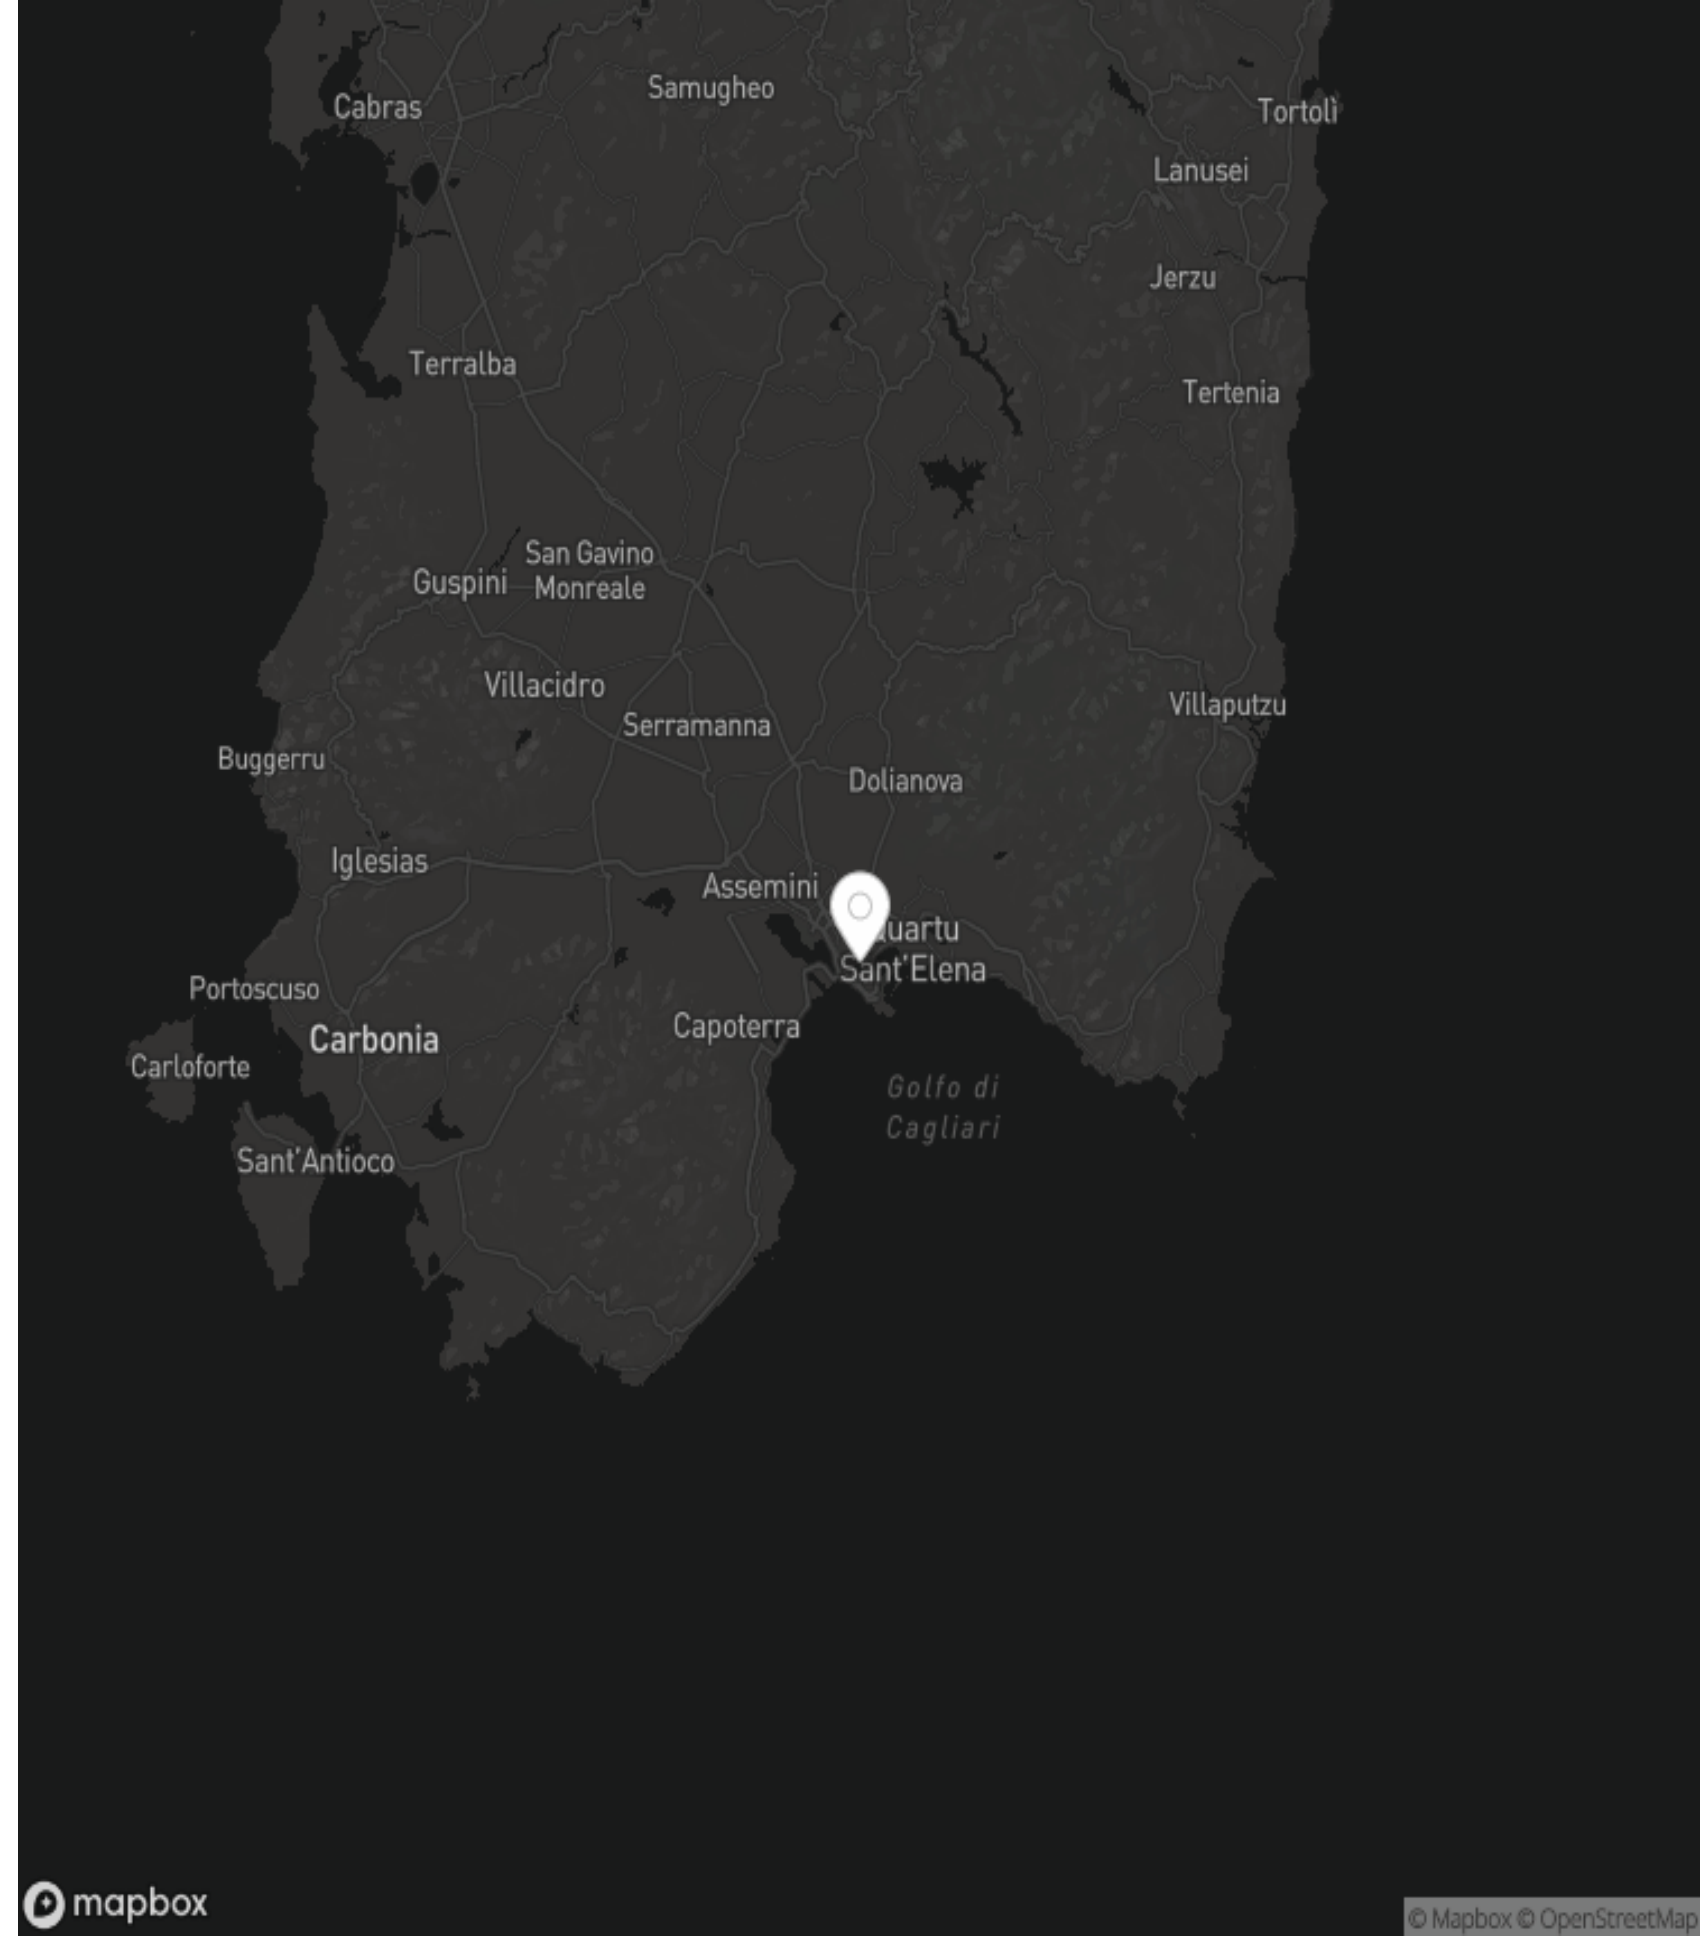 Samugheo
Cabras
Tortolì
Lanusei
Jerzu
Terralba
Tertenia
San Gavino
Monreale
Guspini
Villacidro
Villaputzu
Serramanna
Buggerru
Dolianova
Iglesias
Assemini
uartu
Sant'Elena
Portoscuso
Capoterra
Carbonia
Carloforte
Golfo di
Cagliari
Sant'Antioco
mapbox
© Mapbox © OpenStreetMap